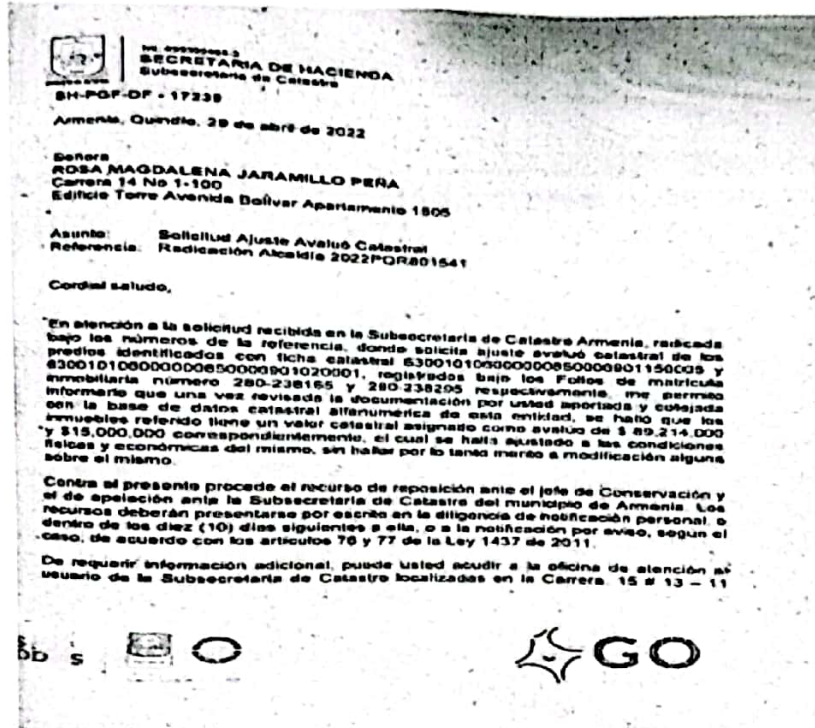 SECRETARIA DE HACIENDA
Subsecretaria de Catastro
SH-PGF-DF - 17239
Armenia, Quindío, 29 de abril de 2022
Señora
ROSA MAGDALENA JARAMILLO PEÑA
Carrera 14 No 1-100
Edificio Torre Avenida Bolívar Apartamento 1505
Asunto: Solicitud Ajuste Avaluó Catastral
Referencia: Radicación Alcaldía 2022PQR801541
Cordial saludo,
En atención a la solicitud recibida en la Subsecretaria de Catastro Armenia, radicada
bajo los números de la referencia, donde solicita ajuste avaluó catastral de los
predios identificados con ficha catastral y
registrados bajo los Folios de matricula
inmobiliaria número 280-238165 y 280-238205 respectivamente, me permito
informarle que una vez revisada la documentación por usted aportada y cotejada
con la base de datos catastral alfanumérica de esta entidad, se halló que los
inmuebles referido tiene un valor catastral asignado como avalúo de $ 89,214,000
y $15,000,000 correspondientemente, el cual se halla ajustado a las condiciones
físicas y económicas del mismo, sin hallar por lo tanto merito a modificación alguna
sobre el mismo.
Contra el presente procede el recurso de reposición ante el jefe de Conservación y
el de apelación ante la Subsecretaria de Catastro del municipio de Armenia. Los
recursos deberán presentarse por escrito en la diligencia de notificación personal, o
dentro de los diez (10) días siguientes a ella, o a la notificación por aviso, según el
caso, de acuerdo con los artículos 76 y 77 de la Ley 1437 de 2011.
De requerir información adicional, puede usted acudir a la oficina de atención al
usuario de la Subsecretaria de Catastro localizadas en la Carrera 15 # 13 – 11
GO